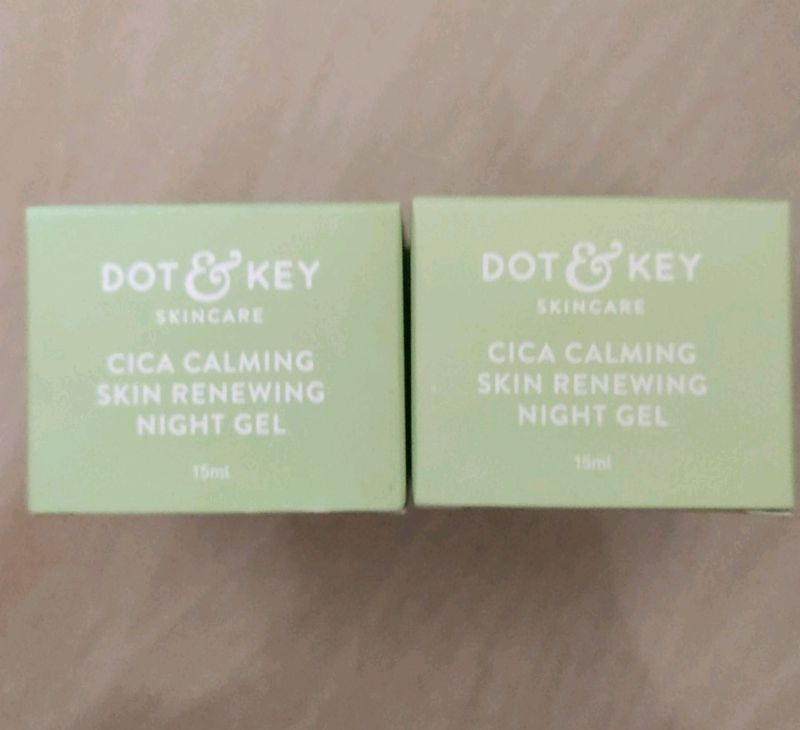 DOT & KEY
SKINCARE
CICA CALMING
SKIN RENEWING
NIGHT GEL
15ml
DOT & KEY
SKINCARE
CICA CALMING
SKIN RENEWING
NIGHT GEL
15ml